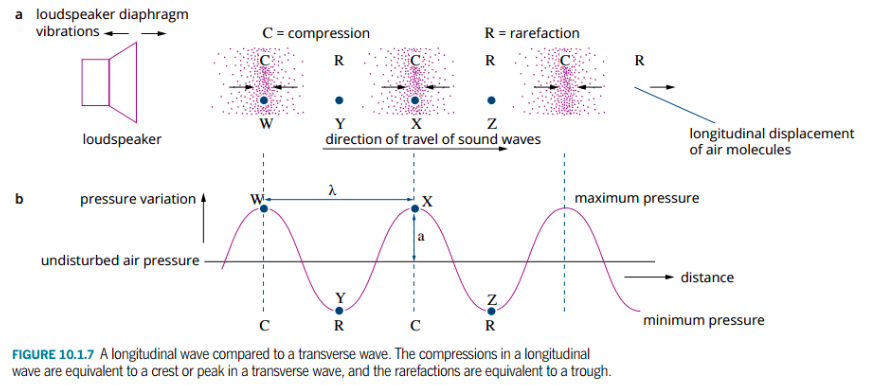 a loudspeaker diaphragm
vibrations
C = compression R = rarefaction
C R C R C R
W Y X Z
loudspeaker
direction of travel of sound waves
longitudinal displacement
of air molecules
b pressure variation
W λ X maximum pressure
a
undisturbed air pressure
distance
Y Z
minimum pressure
C R C R
FIGURE 10.1.7 A longitudinal wave compared to a transverse wave. The compressions in a longitudinal
wave are equivalent to a crest or peak in a transverse wave, and the rarefactions are equivalent to a trough.